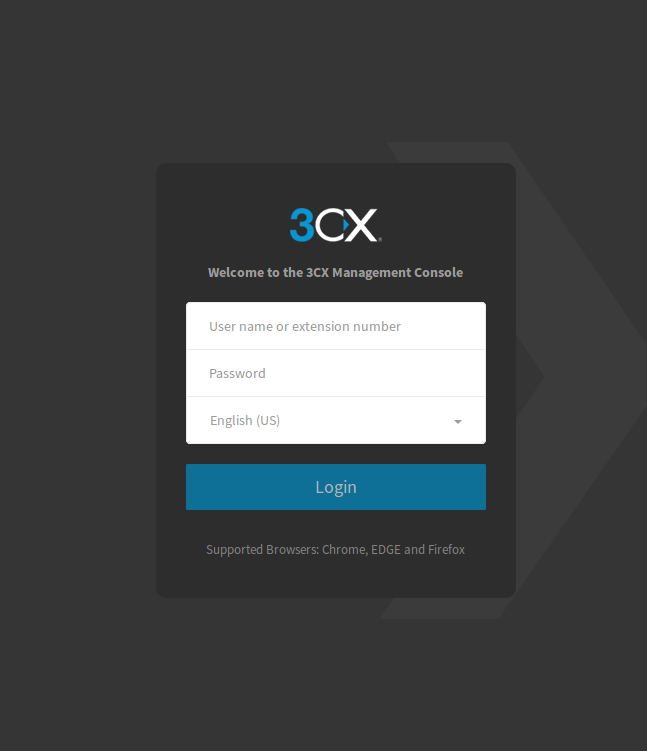 3CX®
Welcome to the 3CX Management Console
User name or extension number
Password
English (US)
Login
Supported Browsers: Chrome, EDGE and Firefox